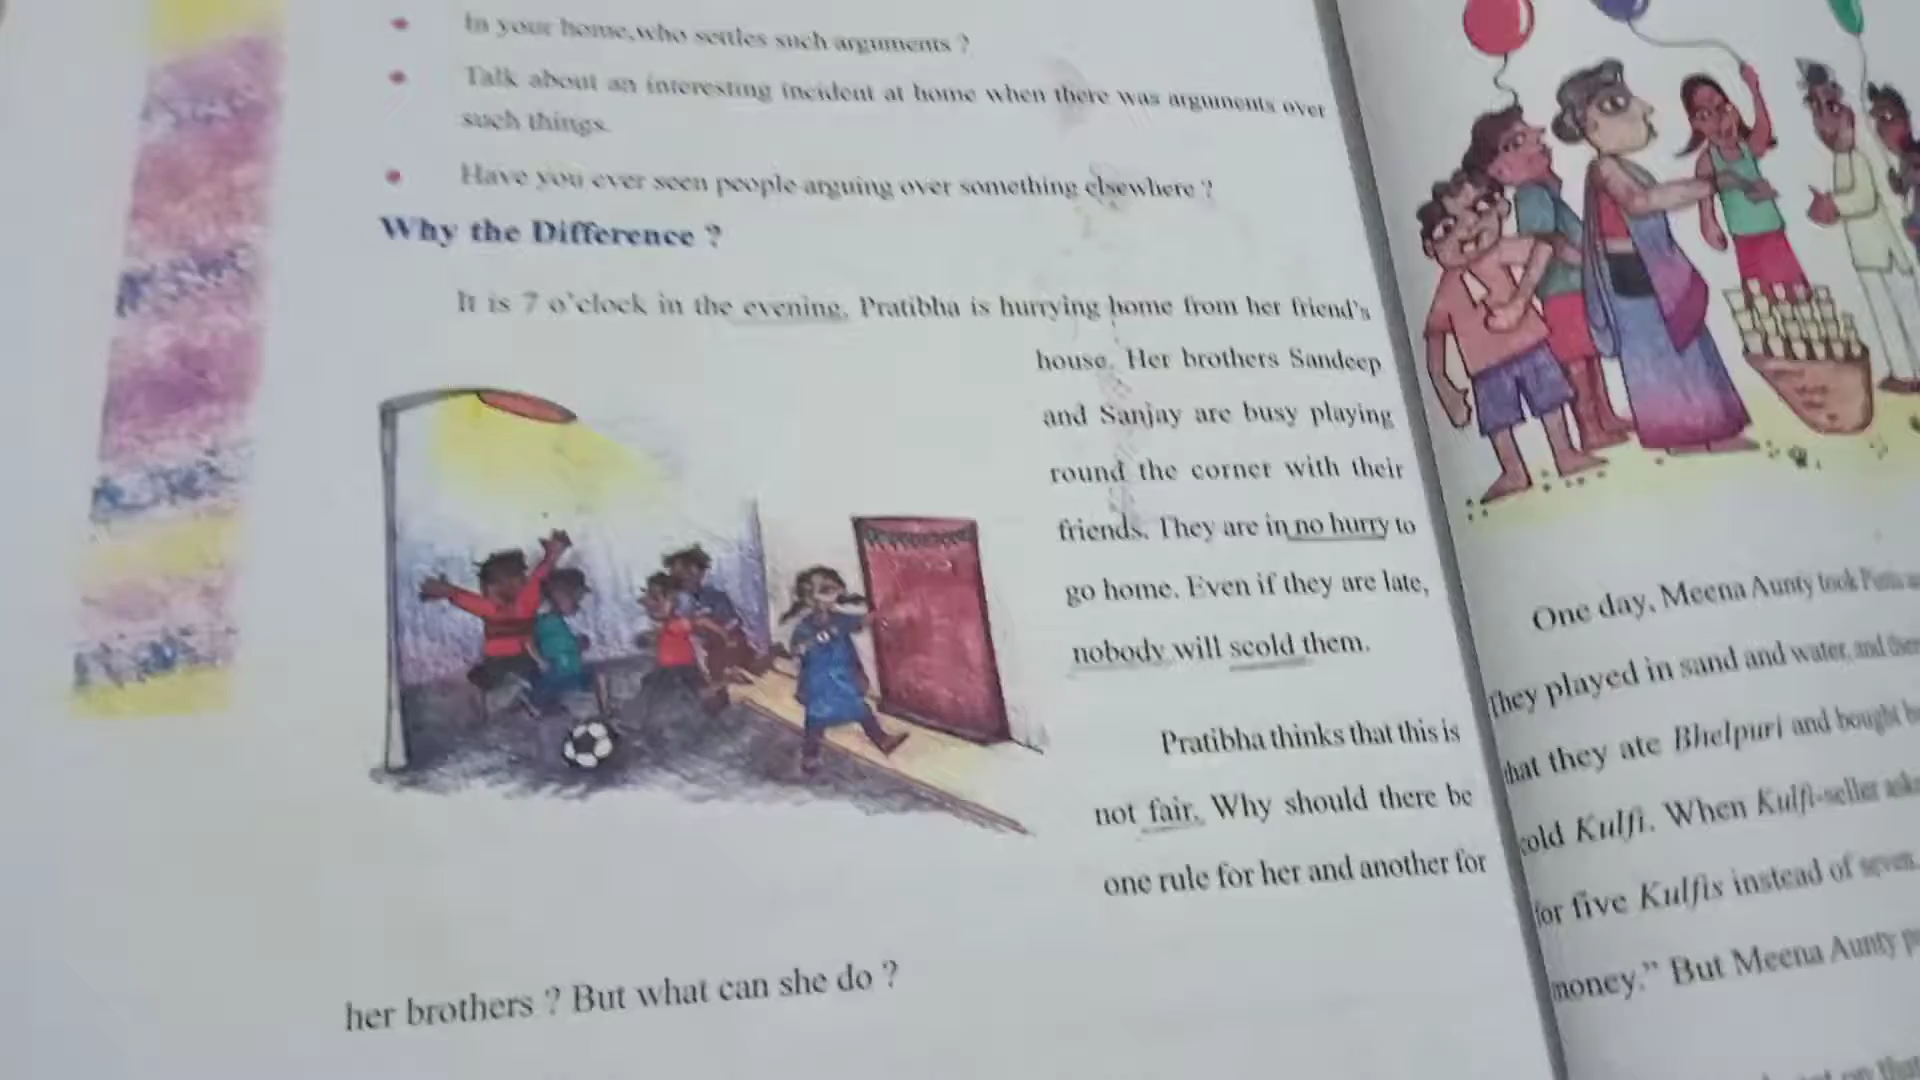 In your home, who settles such arguments ?
Talk about an interesting incident at home when there was arguments over
such things.
Have you ever seen people arguing over something elsewhere ?
Why the Difference ?
It is 7 o'clock in the evening. Pratibha is hurrying home from her friend's
house. Her brothers Sandeep
and Sanjay are busy playing
round the corner with their
friends. They are in no hurry to
go home. Even if they are late,
nobody will scold them.
Pratibha thinks that this is
not fair. Why should there be
one rule for her and another for
her brothers ? But what can she do ?
One day, Meena Aunty took
They played in sand and water, and
that they ate Bhelpuri and bought
cold Kulfi. When Kulfi-seller
for five Kulfis instead of seven,
money." But Meena Aunty